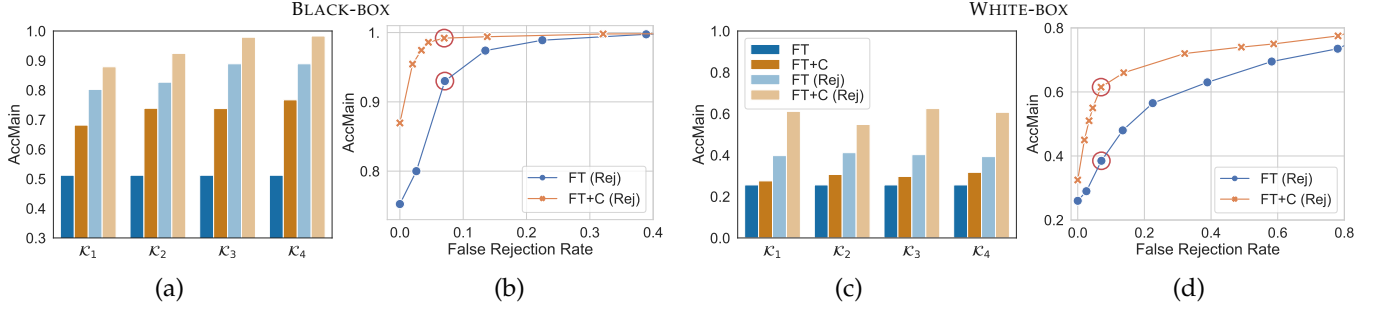 BLACK-BOX
WHITE-BOX
AccMain
1.0
0.9
0.8
0.7
0.6
0.5
0.4
0.3
K1 K2 K3 K4
(a)
AccMain
1
0.9
0.8
0.0 0.1 0.2 0.3 0.4
False Rejection Rate
FT (Rej)
FT+C (Rej)
(b)
AccMain
1.0
0.8
0.6
0.4
0.2
0.0
FT
FT+C
FT (Rej)
FT+C (Rej)
K1 K2 K3 K4
(c)
AccMain
0.8
0.6
0.4
0.2
0.0 0.2 0.4 0.6 0.8
False Rejection Rate
FT (Rej)
FT+C (Rej)
(d)